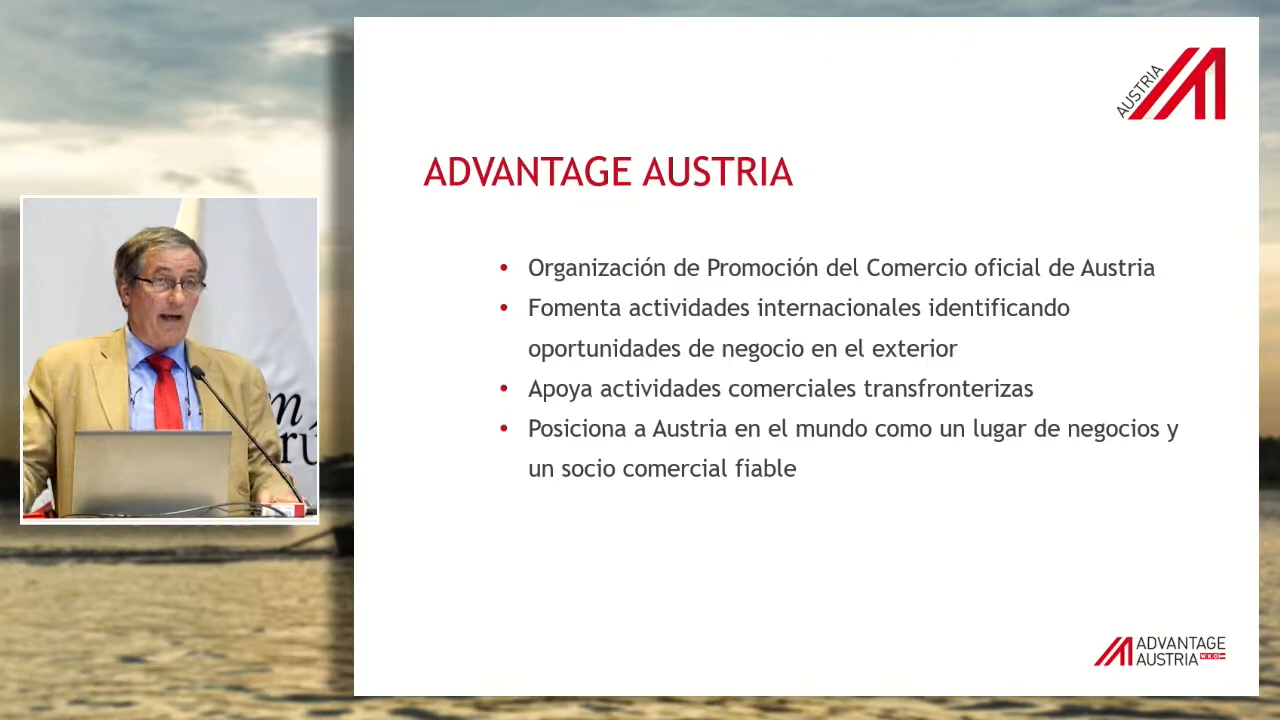 AUSTRIA
ADVANTAGE AUSTRIA
• Organización de Promoción del Comercio oficial de Austria
• Fomenta actividades internacionales identificando
oportunidades de negocio en el exterior
• Apoya actividades comerciales transfronterizas
• Posiciona a Austria en el mundo como un lugar de negocios y
un socio comercial fiable
ADVANTAGE
AUSTRIA WKO